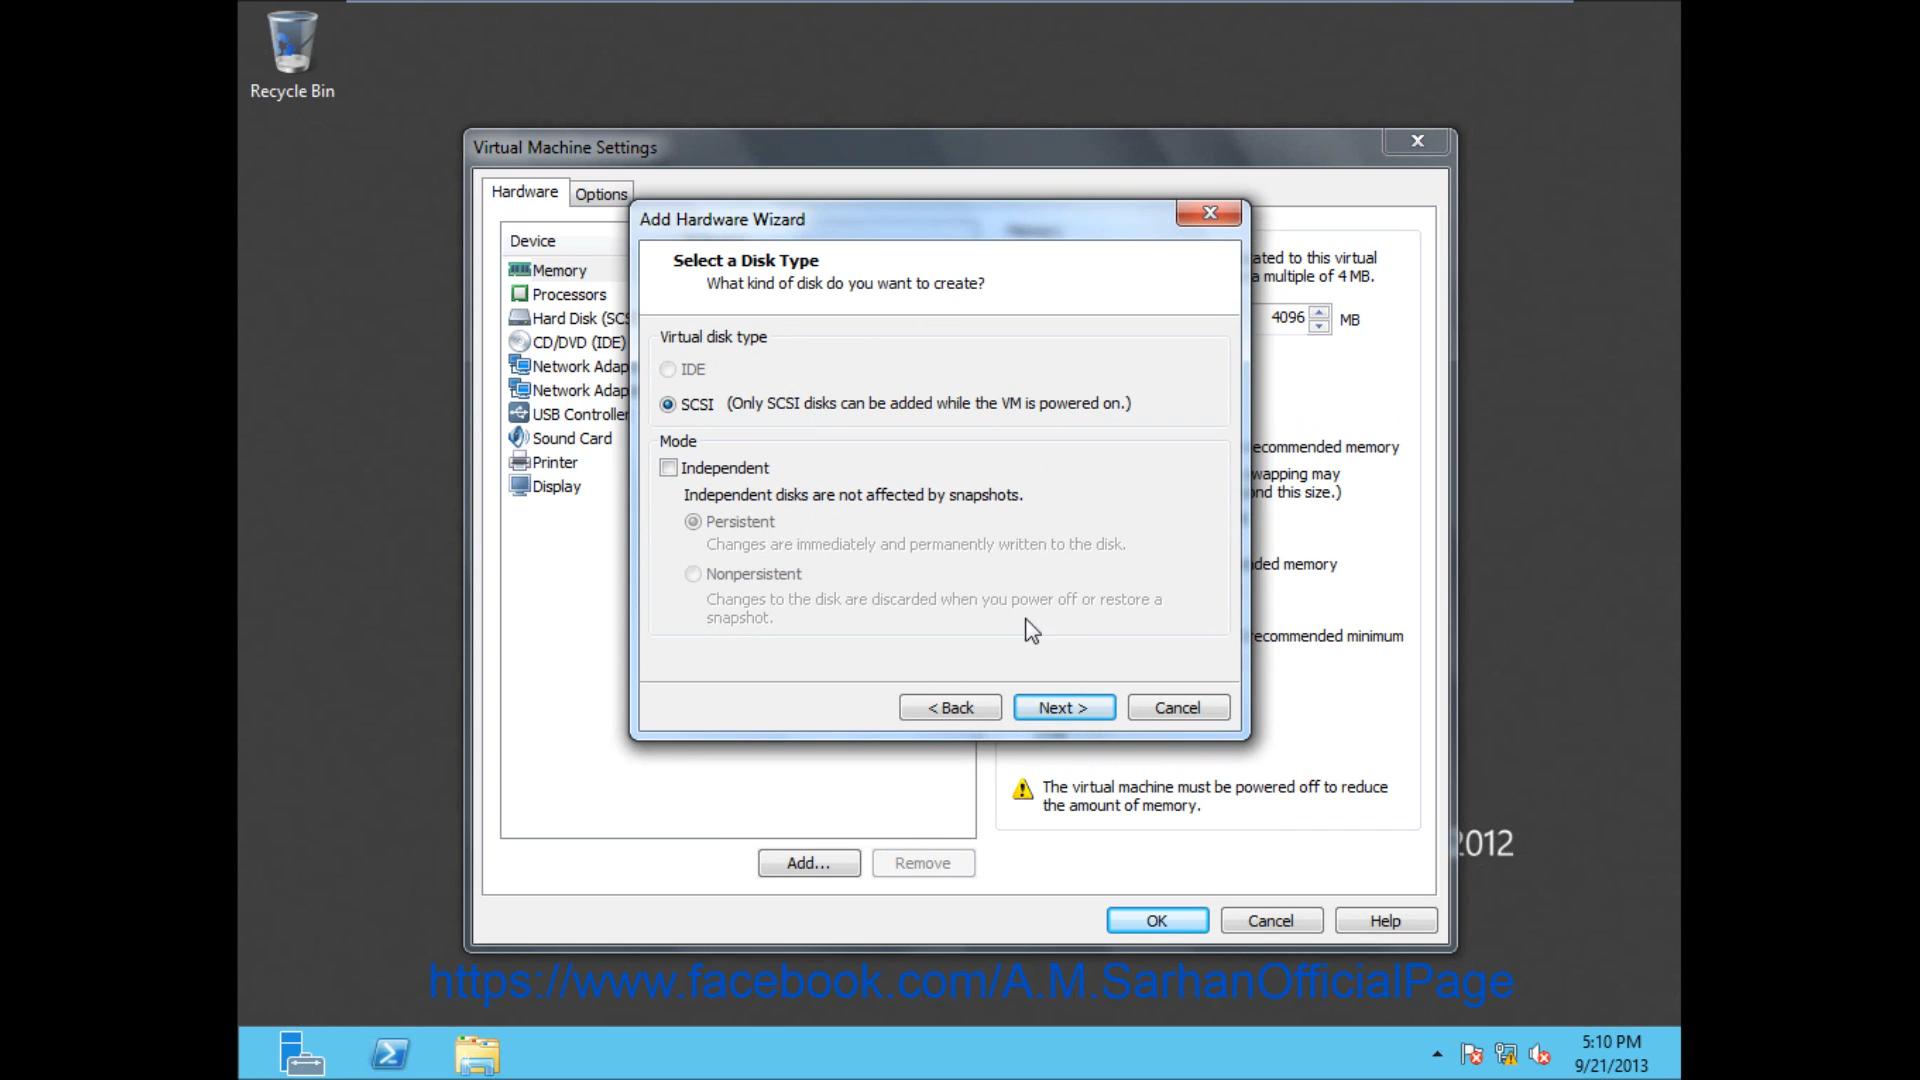 Recycle Bin
Virtual Machine Settings
Hardware
Options
Add Hardware Wizard
Device
Memory
Processors
Hard Disk (SCS
CD/DVD (IDE)
Network Adap
Network Adap
USB Controller
Sound Card
Printer
Display
Select a Disk Type
What kind of disk do you want to create?
Virtual disk type
IDE
SCSI (Only SCSI disks can be added while the VM is powered on.)
Mode
Independent
Independent disks are not affected by snapshots.
Persistent
Changes are immediately and permanently written to the disk.
Nonpersistent
Changes to the disk are discarded when you power off or restore a
snapshot.
< Back
Next >
Cancel
ated to this virtual
a multiple of 4 MB.
4096 MB
ecommended memory
wapping may
ond this size.)
ded memory
ecommended minimum
The virtual machine must be powered off to reduce
the amount of memory.
Add...
Remove
2012
OK
Cancel
Help
https://www.facebook.com/A.M.SarhanOfficialPage
5:10 PM
9/21/2013